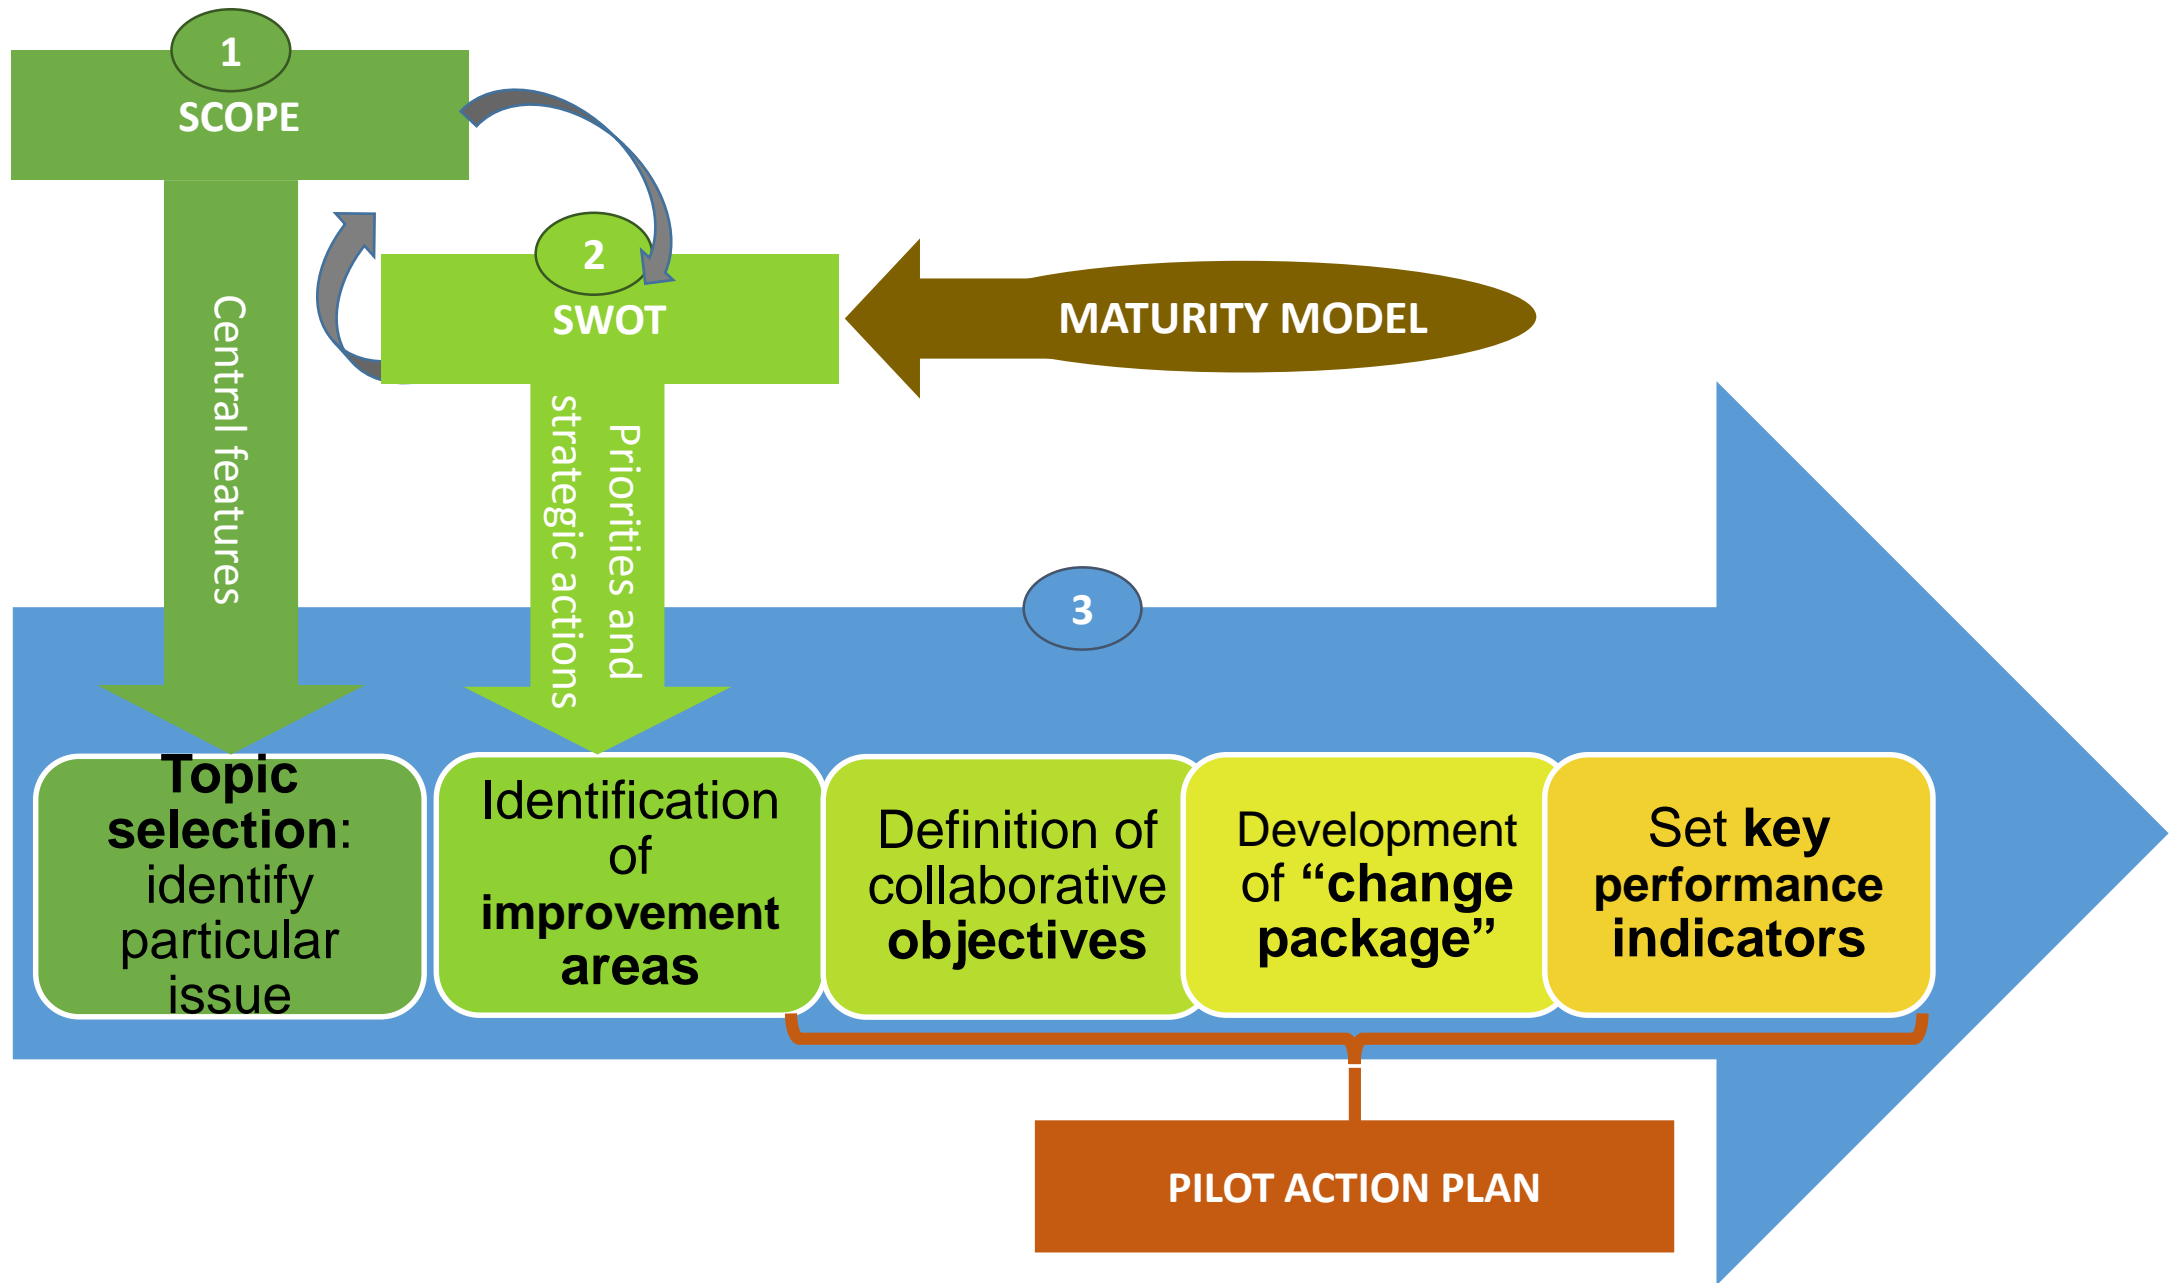 1
SCOPE
2
SWOT
MATURITY MODEL
Central features
Priorities and
strategic actions
3
Topic
selection:
identify
particular
issue
Identification
of
improvement
areas
Definition of
collaborative
objectives
Development
of “change
package”
Set key
performance
indicators
PILOT ACTION PLAN